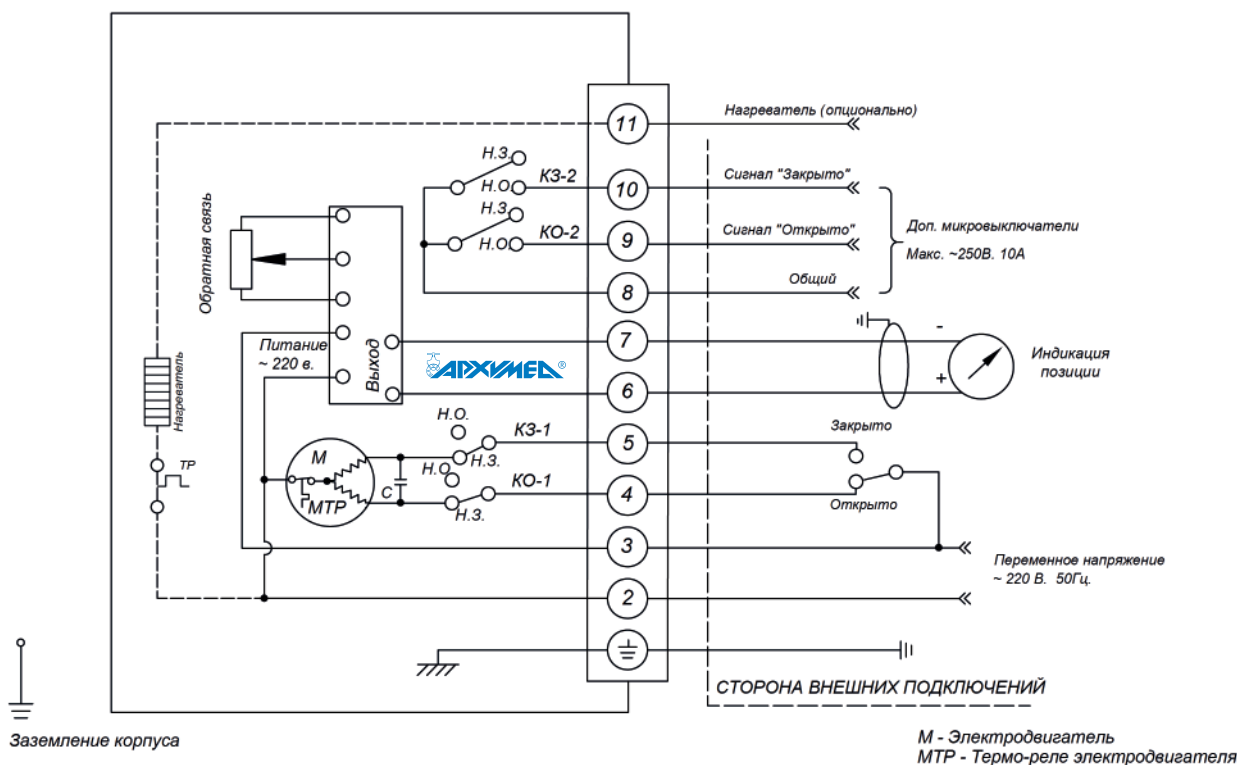 11
Нагреватель (опционально)
Н.З.
Н.О.
КЗ-2
10
Сигнал "Закрыто"
Н.З.
Н.О.
КО-2
9
Сигнал "Открыто"
Доп. микровыключатели
Макс. ~250В. 10А
8
Общий
Обратная связь
Питание
~ 220 в.
Выход
АРХИМЕД®
7
-
6
+
Индикация
позиции
Нагреватель
ТР
Н.О.
КЗ-1
Н.З.
5
Закрыто
М
МТР
С
Н.О
КО-1
Н.З.
4
Открыто
3
Переменное напряжение
~ 220 В. 50Гц.
2
СТОРОНА ВНЕШНИХ ПОДКЛЮЧЕНИЙ
Заземление корпуса
М - Электродвигатель
МТР - Термо-реле электродвигателя